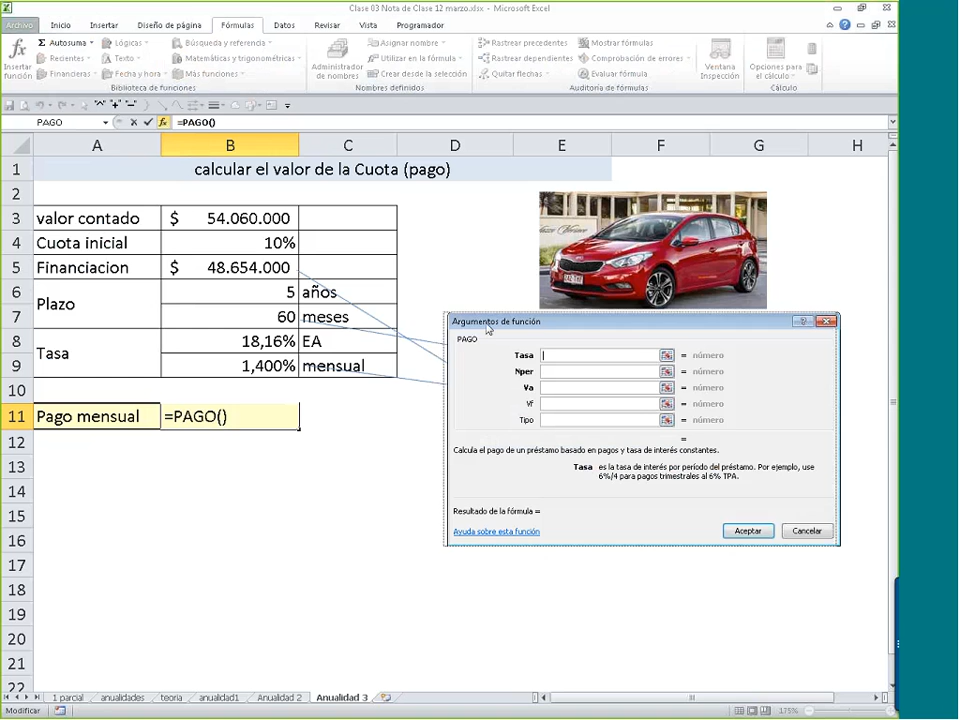 Clase 03 Nota de Clase 12 marzo.xlsx - Microsoft Excel
Archivo Inicio Insertar Diseño de página Fórmulas Datos Revisar Vista Programador
Insertar función
Σ Autosuma
Recientes
Financieras
Lógicas
Texto
Fecha y hora
Búsqueda y referencia
Matemáticas y trigonométricas
Más funciones
Biblioteca de funciones
Administrador de nombres
Asignar nombre
Utilizar en la fórmula
Crear desde la selección
Nombres definidos
Rastrear precedentes
Rastrear dependientes
Quitar flechas
Mostrar fórmulas
Comprobación de errores
Evaluar fórmula
Auditoría de fórmulas
Ventana Inspección
Opciones para el cálculo
Cálculo
PAGO fx =PAGO()
A B C D E F G H
1 calcular el valor de la Cuota (pago)
2
3 valor contado $ 54.060.000
4 Cuota inicial 10%
5 Financiacion $ 48.654.000
6 Plazo 5 años
7 60 meses
8 Tasa 18,16% EA
9 1,400% mensual
10
11 Pago mensual =PAGO()
12
13
14
15
16
17
18
19
20
21
22
Argumentos de función
PAGO
Tasa = número
Nper = número
Va = número
Vf = número
Tipo = número
=
Calcula el pago de un préstamo basado en pagos y tasa de interés constantes.
Tasa es la tasa de interés por período del préstamo. Por ejemplo, use
6%/4 para pagos trimestrales al 6% TPA.
Resultado de la fórmula =
Ayuda sobre esta función Aceptar Cancelar
1 parcial anualidades teoria anualidad1 Anualidad 2 Anualidad 3
Modificar 175%